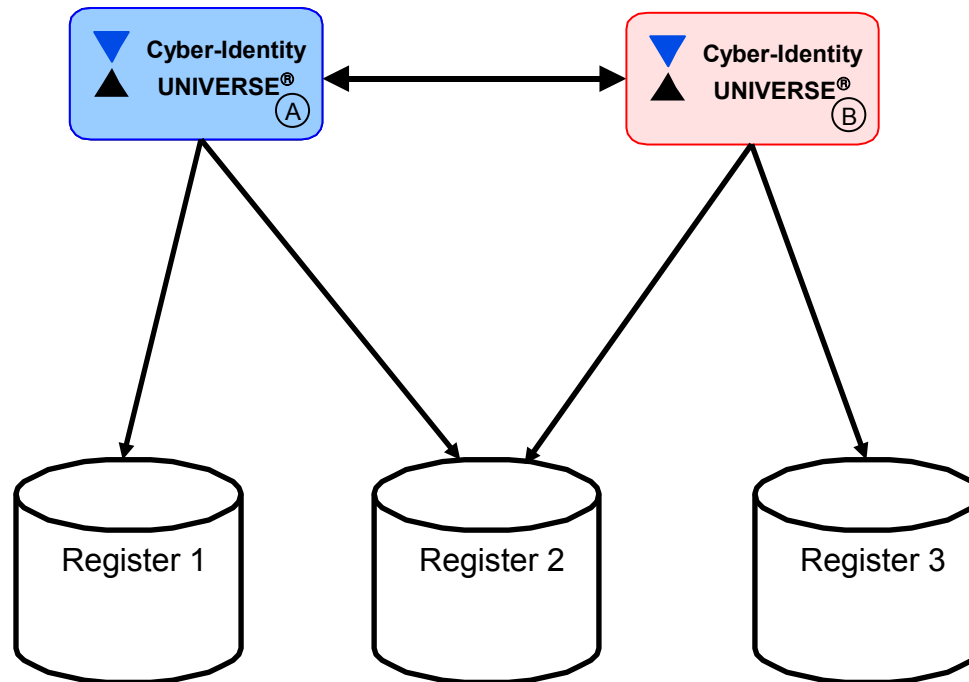 Cyber-Identity
UNIVERSE®
A
Cyber-Identity
UNIVERSE®
B
Register 1
Register 2
Register 3